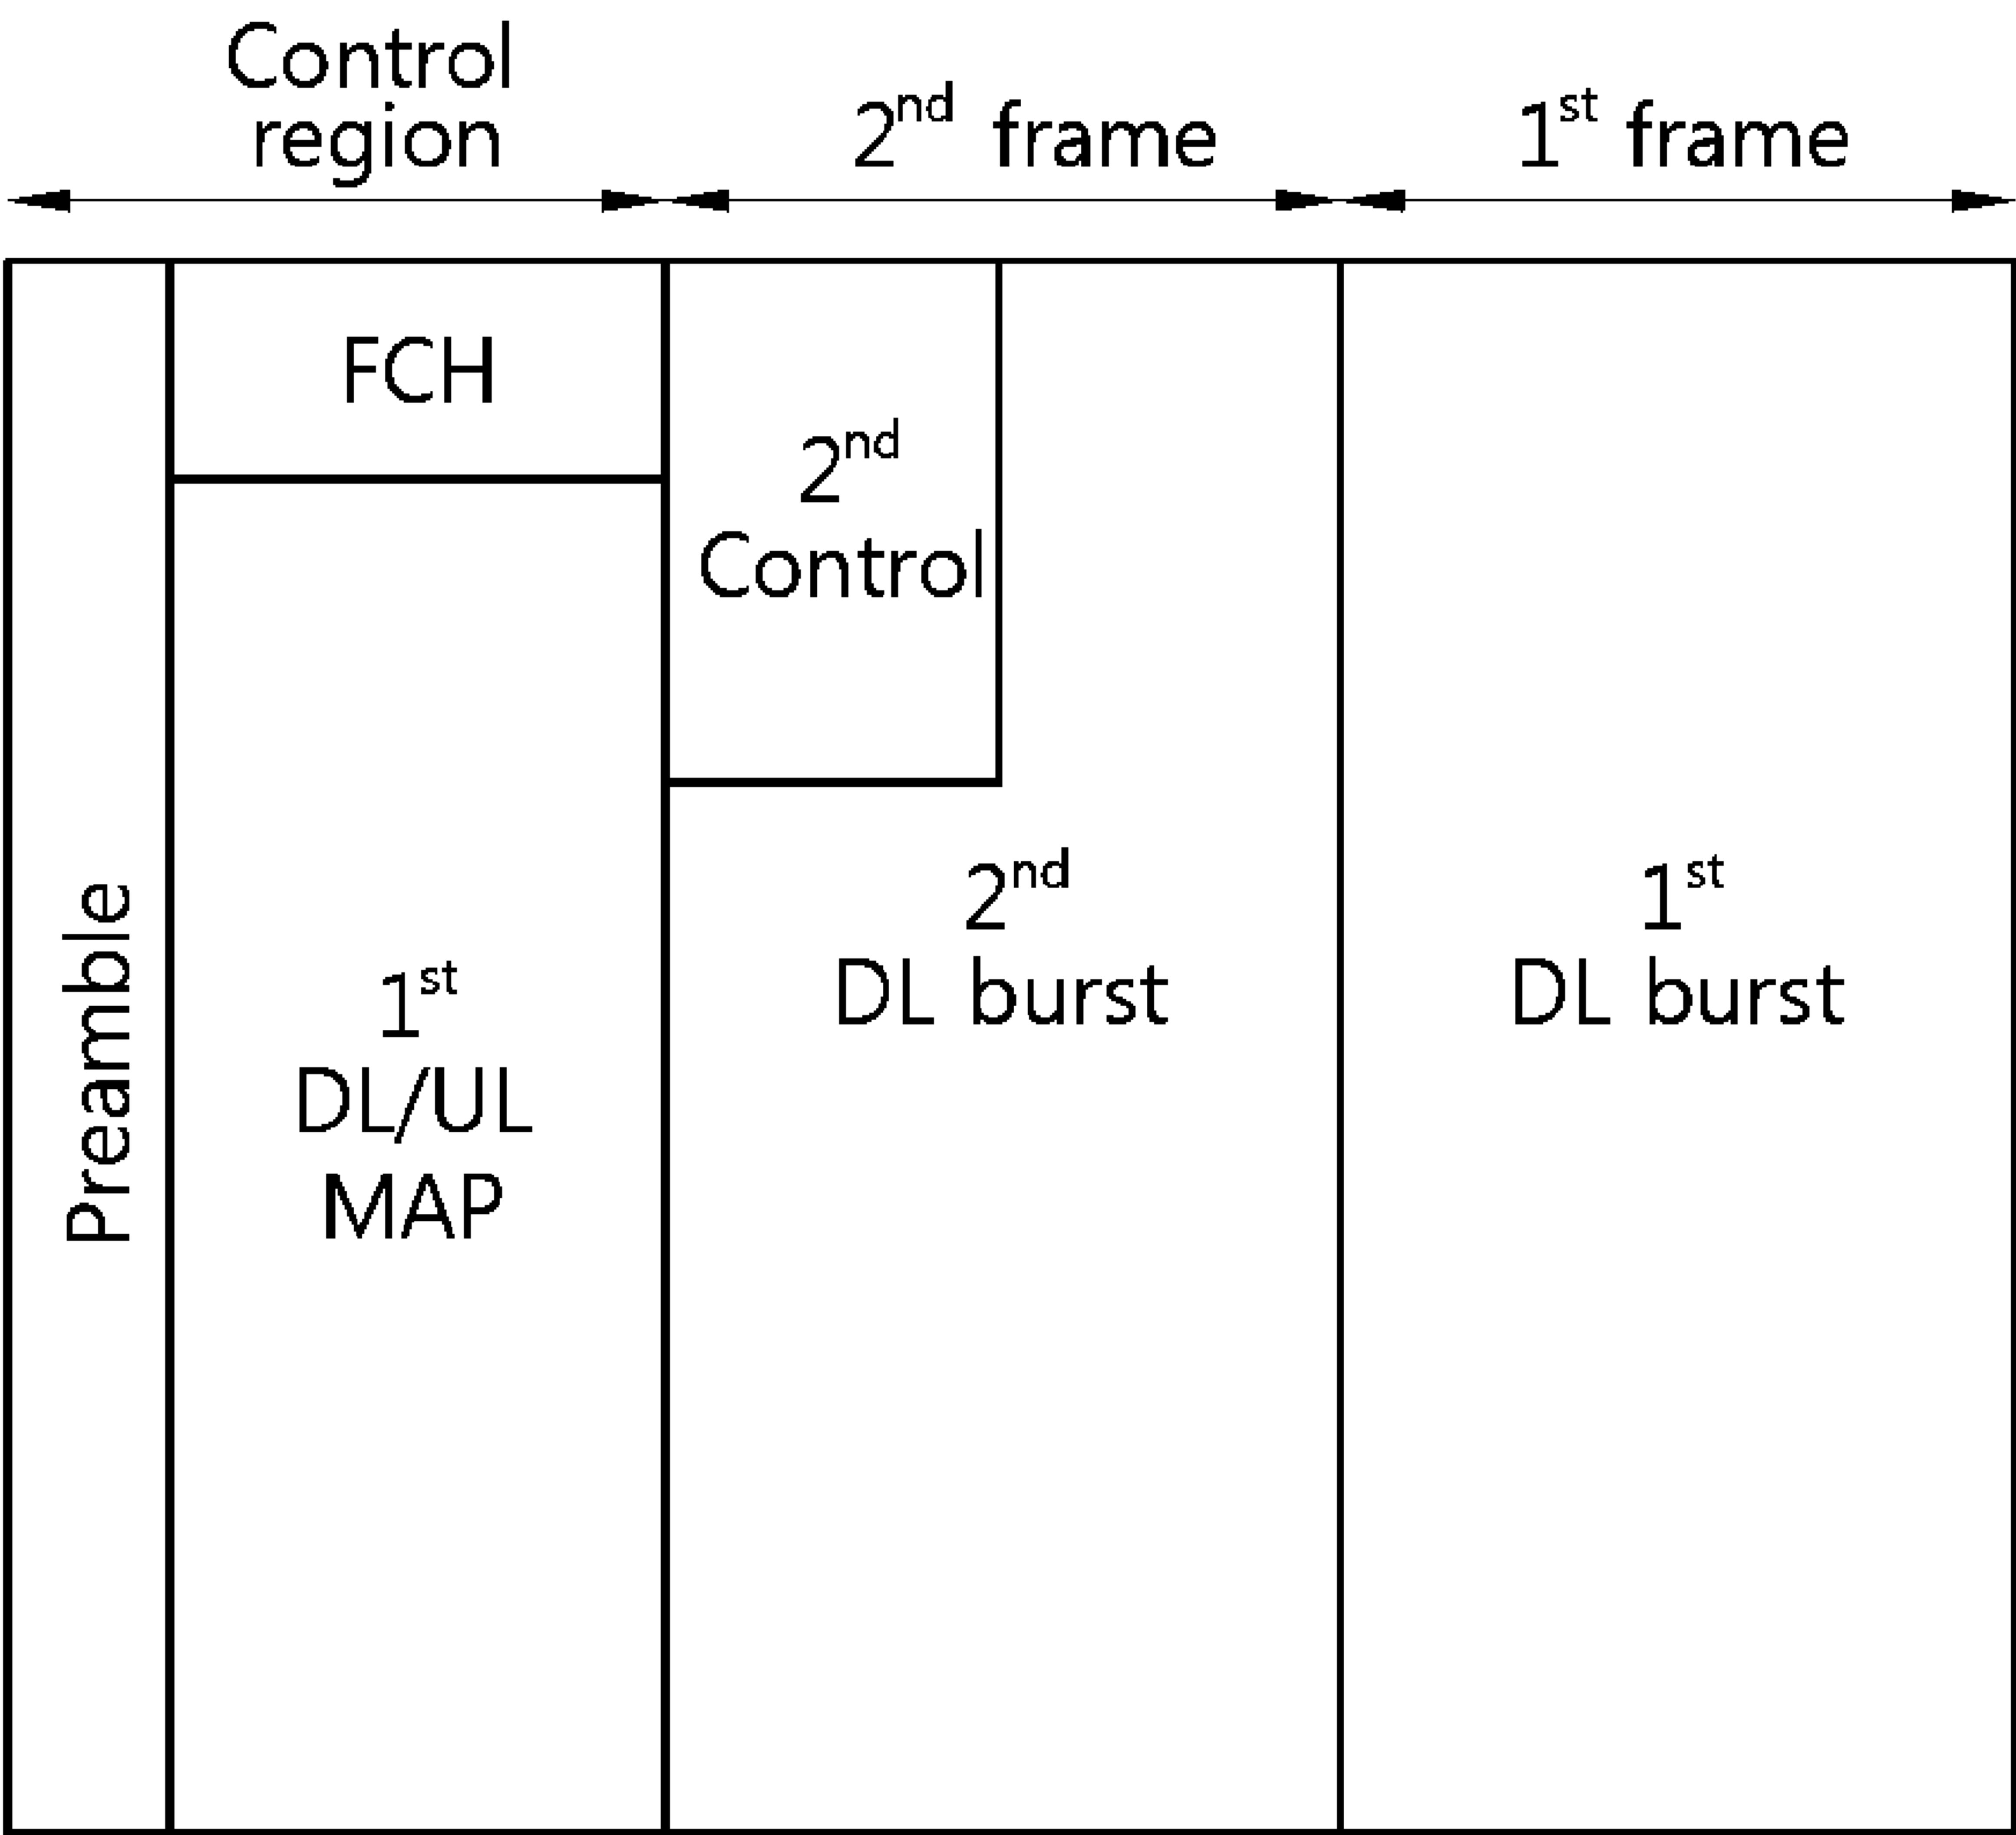 Control
region
2nd frame
1st frame
FCH
2nd
Control
Preamble
1st
DL/UL
MAP
2nd
DL burst
1st
DL burst